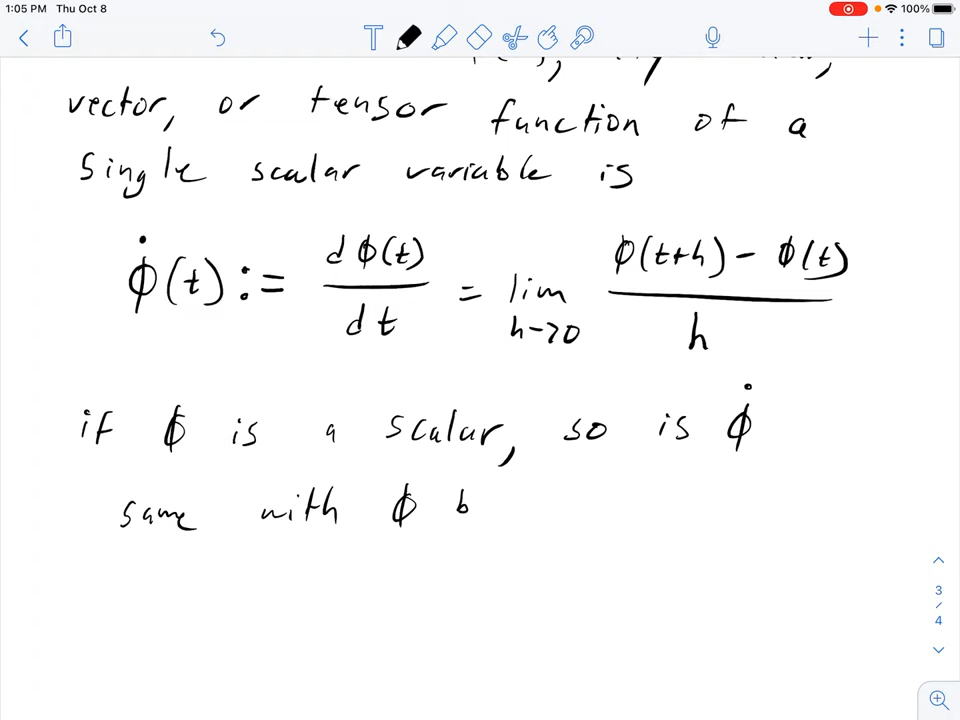 1:05 PM Thu Oct 8
100%
vector, or tensor function of a
single scalar variable is
ϕ̇(t) := dϕ(t)/dt = lim h→0 ϕ(t+h) − ϕ(t)/h
if ϕ is a scalar, so is ϕ̇
same with ϕ b
T
3
/
4